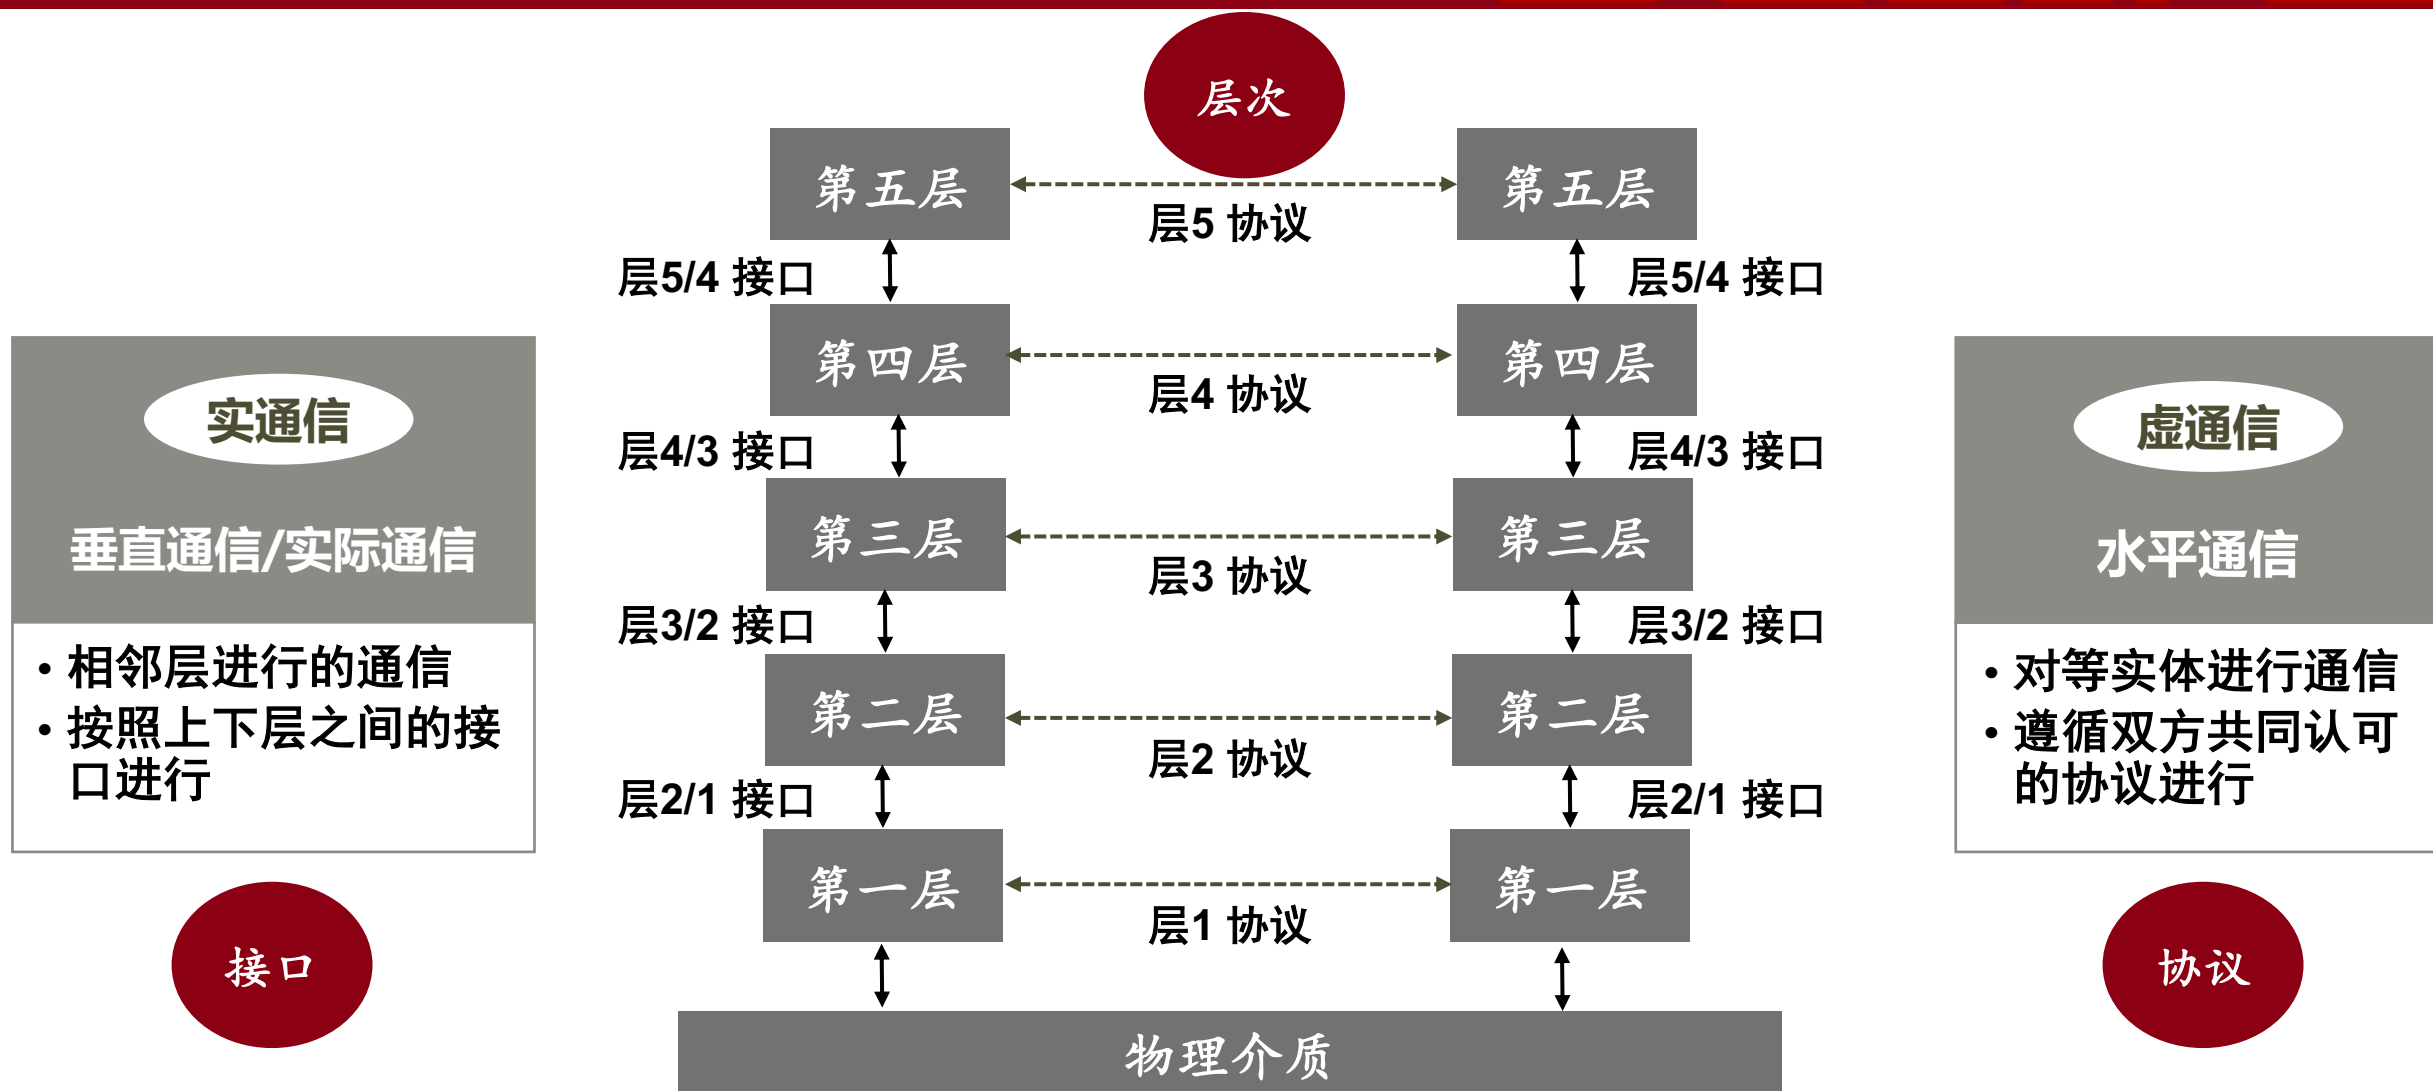 层次
第五层
第五层
层5 协议
层5/4 接口
层5/4 接口
第四层
第四层
层4 协议
层4/3 接口
层4/3 接口
第三层
第三层
层3 协议
层3/2 接口
层3/2 接口
第二层
第二层
层2 协议
层2/1 接口
层2/1 接口
第一层
第一层
层1 协议
物理介质
实通信
垂直通信/实际通信
• 相邻层进行的通信
• 按照上下层之间的接
口进行
接口
虚通信
水平通信
• 对等实体进行通信
• 遵循双方共同认可
的协议进行
协议